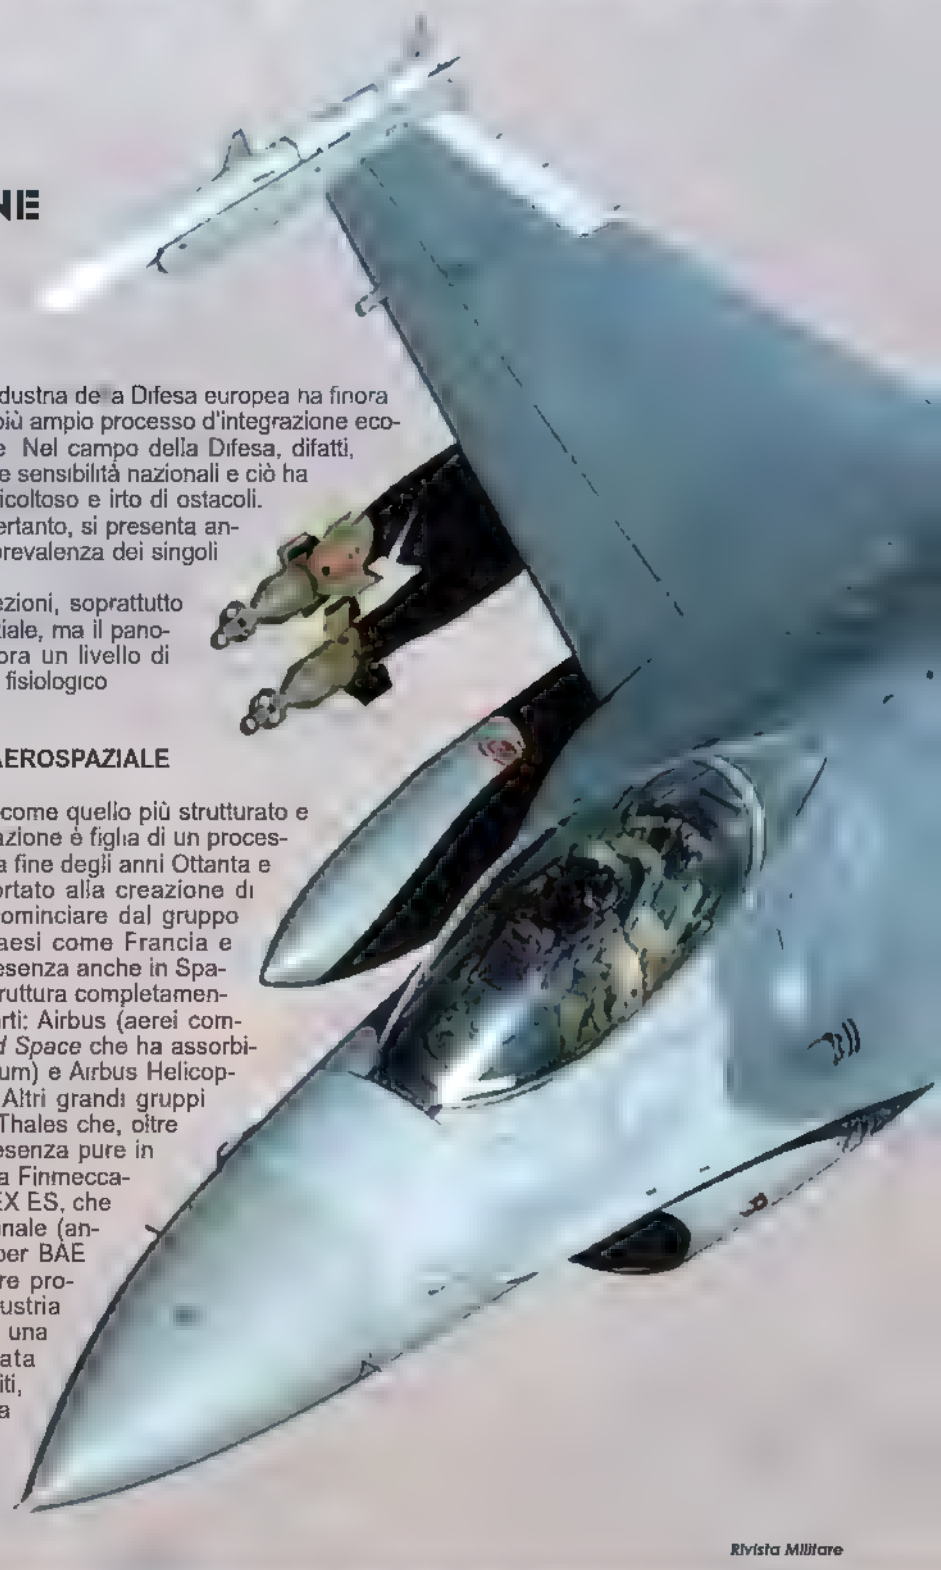 NE
dustria della Difesa europea ha finora
più ampio processo d'integrazione eco-
e Nel campo della Difesa, difatti,
e sensibilità nazionali e ciò ha
icoltoso e irto di ostacoli.
ertanto, si presenta an-
prevalenza dei singoli
ezioni, soprattutto
ziale, ma il pano-
ora un livello di
fisiologico
AEROSPAZIALE
come quello più strutturato e
azione è figlia di un proces-
a fine degli anni Ottanta e
ortato alla creazione di
cominciare dal gruppo
aesi come Francia e
esenza anche in Spa-
ruttura completamen-
arti: Airbus (aerei com-
d Space che ha assorbi-
um) e Airbus Helicop-
Altri grandi gruppi
Thales che, oltre
esenza pure in
a Finmecca-
EX ES, che
onale (an-
per BAE
re pro-
ustria
una
ata
iti,
a
Rivista Militare